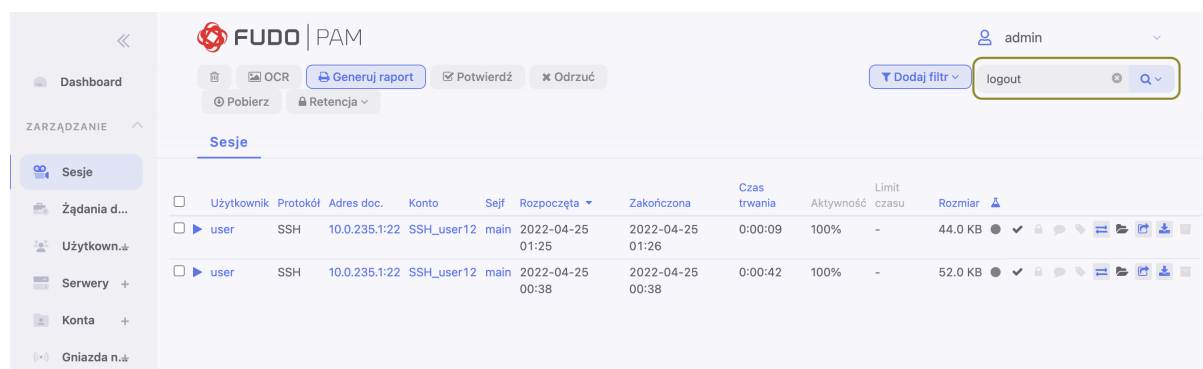 FUDO PAM
admin
Dashboard
OCR Generuj raport Potwierdź Odrzuć
Dodaj filtr logout
Pobierz Retencja
ZARZĄDZANIE
Sesje
Sesje
Żądania d...
Użytkown...
Serwery +
Konta +
Gniazda n...
Użytkownik Protokół Adres doc. Konto Sejf Rozpoczęta Zakończona Czas trwania Aktywność Limit czasu Rozmiar
user SSH 10.0.235.1:22 SSH_user12 main 2022-04-25 2022-04-25 0:00:09 100% - 44.0 KB
01:25 01:26
user SSH 10.0.235.1:22 SSH_user12 main 2022-04-25 2022-04-25 0:00:42 100% - 52.0 KB
00:38 00:38